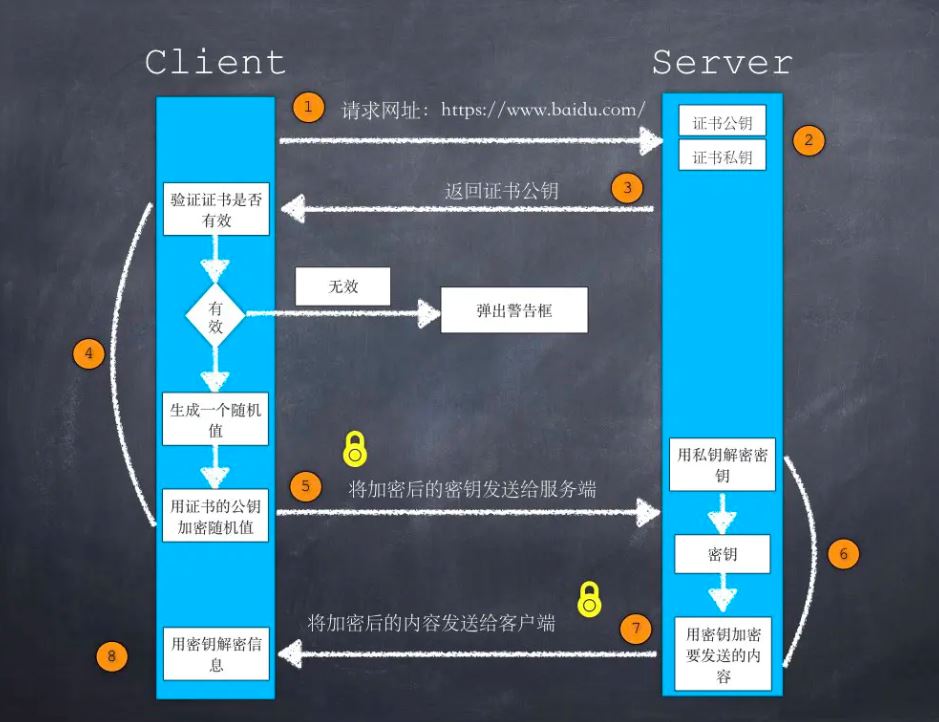 Client
Server
1
请求网址：https://www.baidu.com/
证书公钥
证书私钥
2
返回证书公钥
3
验证证书是否
有效
有
效
无效
弹出警告框
4
生成一个随机
值
用证书的公钥
加密随机值
5
将加密后的密钥发送给服务端
用私钥解密密
钥
密钥
用密钥加密
要发送的内
容
6
将加密后的内容发送给客户端
7
用密钥解密信
息
8